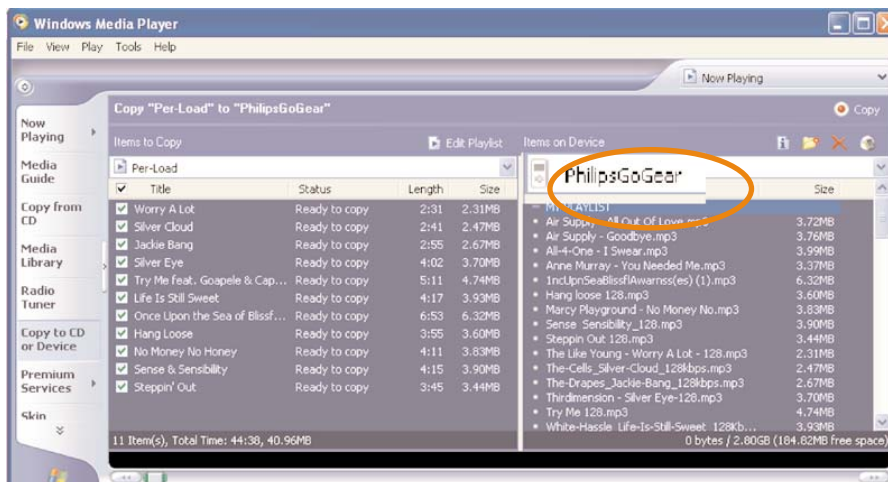 Windows Media Player
File View Play Tools Help
Now Playing
Copy "Per-Load" to "PhilipsGoGear"
Copy
Now Playing
Media Guide
Copy from CD
Media Library
Radio Tuner
Copy to CD or Device
Premium Services
Skin
Items to Copy
Edit Playlist
Per-Load
Title Status Length Size
Worry A Lot Ready to copy 2:31 2.31MB
Silver Cloud Ready to copy 2:41 2.47MB
Jackie Bang Ready to copy 2:55 2.67MB
Silver Eye Ready to copy 4:02 3.70MB
Try Me feat. Goapele & Cap... Ready to copy 5:11 4.74MB
Life Is Still Sweet Ready to copy 4:17 3.93MB
Once Upon the Sea of Blissf... Ready to copy 6:53 6.32MB
Hang Loose Ready to copy 3:55 3.60MB
No Money No Honey Ready to copy 4:11 3.83MB
Sense & Sensibility Ready to copy 4:15 3.90MB
Steppin' Out Ready to copy 3:45 3.44MB
11 Item(s), Total Time: 44:38, 40.96MB
Items on Device
PhilipsGoGear
Size
MY PLAYLIST
Air Supply - All Out Of Love.mp3 3.72MB
Air Supply - Goodbye.mp3 3.76MB
All-4-One - I Swear.mp3 3.99MB
Anne Murray - You Needed Me.mp3 3.37MB
1ncUpnSeaBlissflAwarnss(es) (1).mp3 6.32MB
Hang loose 128.mp3 3.60MB
Marcy Playground - No Money No.mp3 3.83MB
Sense Sensibility_128.mp3 3.90MB
Steppin Out 128.mp3 3.44MB
The Like Young - Worry A Lot - 128.mp3 2.31MB
The-Cells_Silver-Cloud_128kbps.mp3 2.47MB
The-Drapes_Jackie-Bang_128kbps.mp3 2.67MB
Thirdimension - Silver Eye-128.mp3 3.70MB
Try Me 128.mp3 4.74MB
White-Hassle_Life-Is-Still-Sweet_128Kb... 3.93MB
0 bytes / 2.80GB (184.82MB free space)